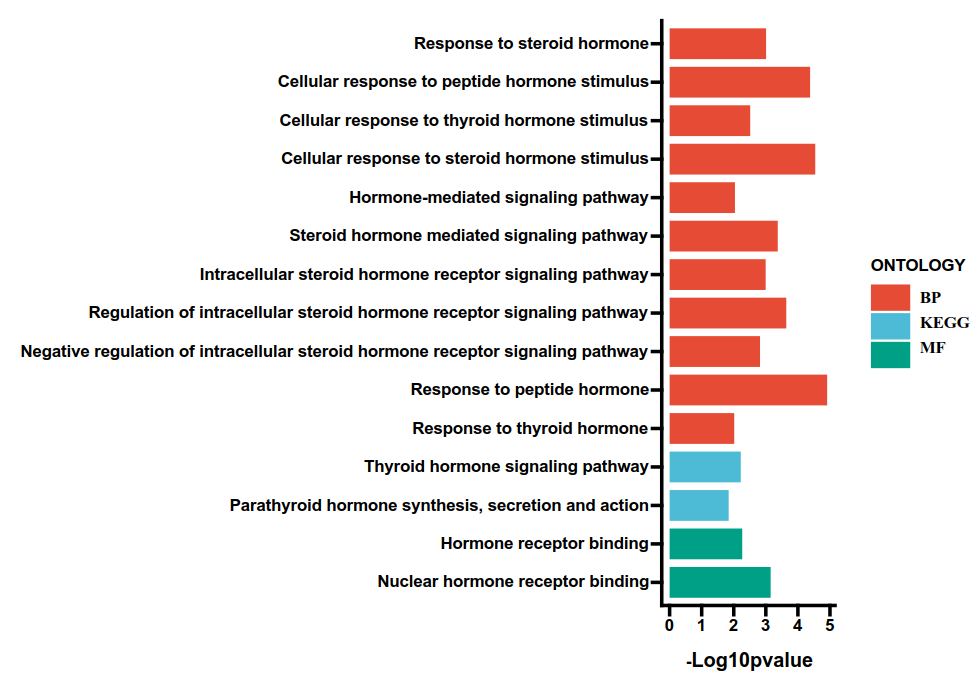 Response to steroid hormone
Cellular response to peptide hormone stimulus
Cellular response to thyroid hormone stimulus
Cellular response to steroid hormone stimulus
Hormone-mediated signaling pathway
Steroid hormone mediated signaling pathway
Intracellular steroid hormone receptor signaling pathway
Regulation of intracellular steroid hormone receptor signaling pathway
Negative regulation of intracellular steroid hormone receptor signaling pathway
Response to peptide hormone
Response to thyroid hormone
Thyroid hormone signaling pathway
Parathyroid hormone synthesis, secretion and action
Hormone receptor binding
Nuclear hormone receptor binding
0 1 2 3 4 5
-Log10pvalue
ONTOLOGY
BP
KEGG
MF